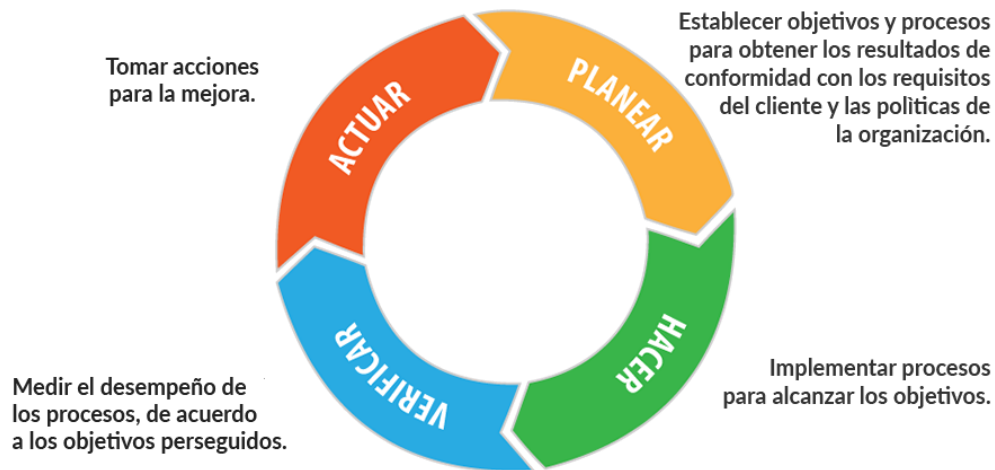 PLANEAR
Establecer objetivos y procesos
para obtener los resultados de
conformidad con los requisitos
del cliente y las politicas de
la organización.
HACER
Implementar procesos
para alcanzar los objetivos.
VERIFICAR
Medir el desempeño de
los procesos, de acuerdo
a los objetivos perseguidos.
ACTUAR
Tomar acciones
para la mejora.